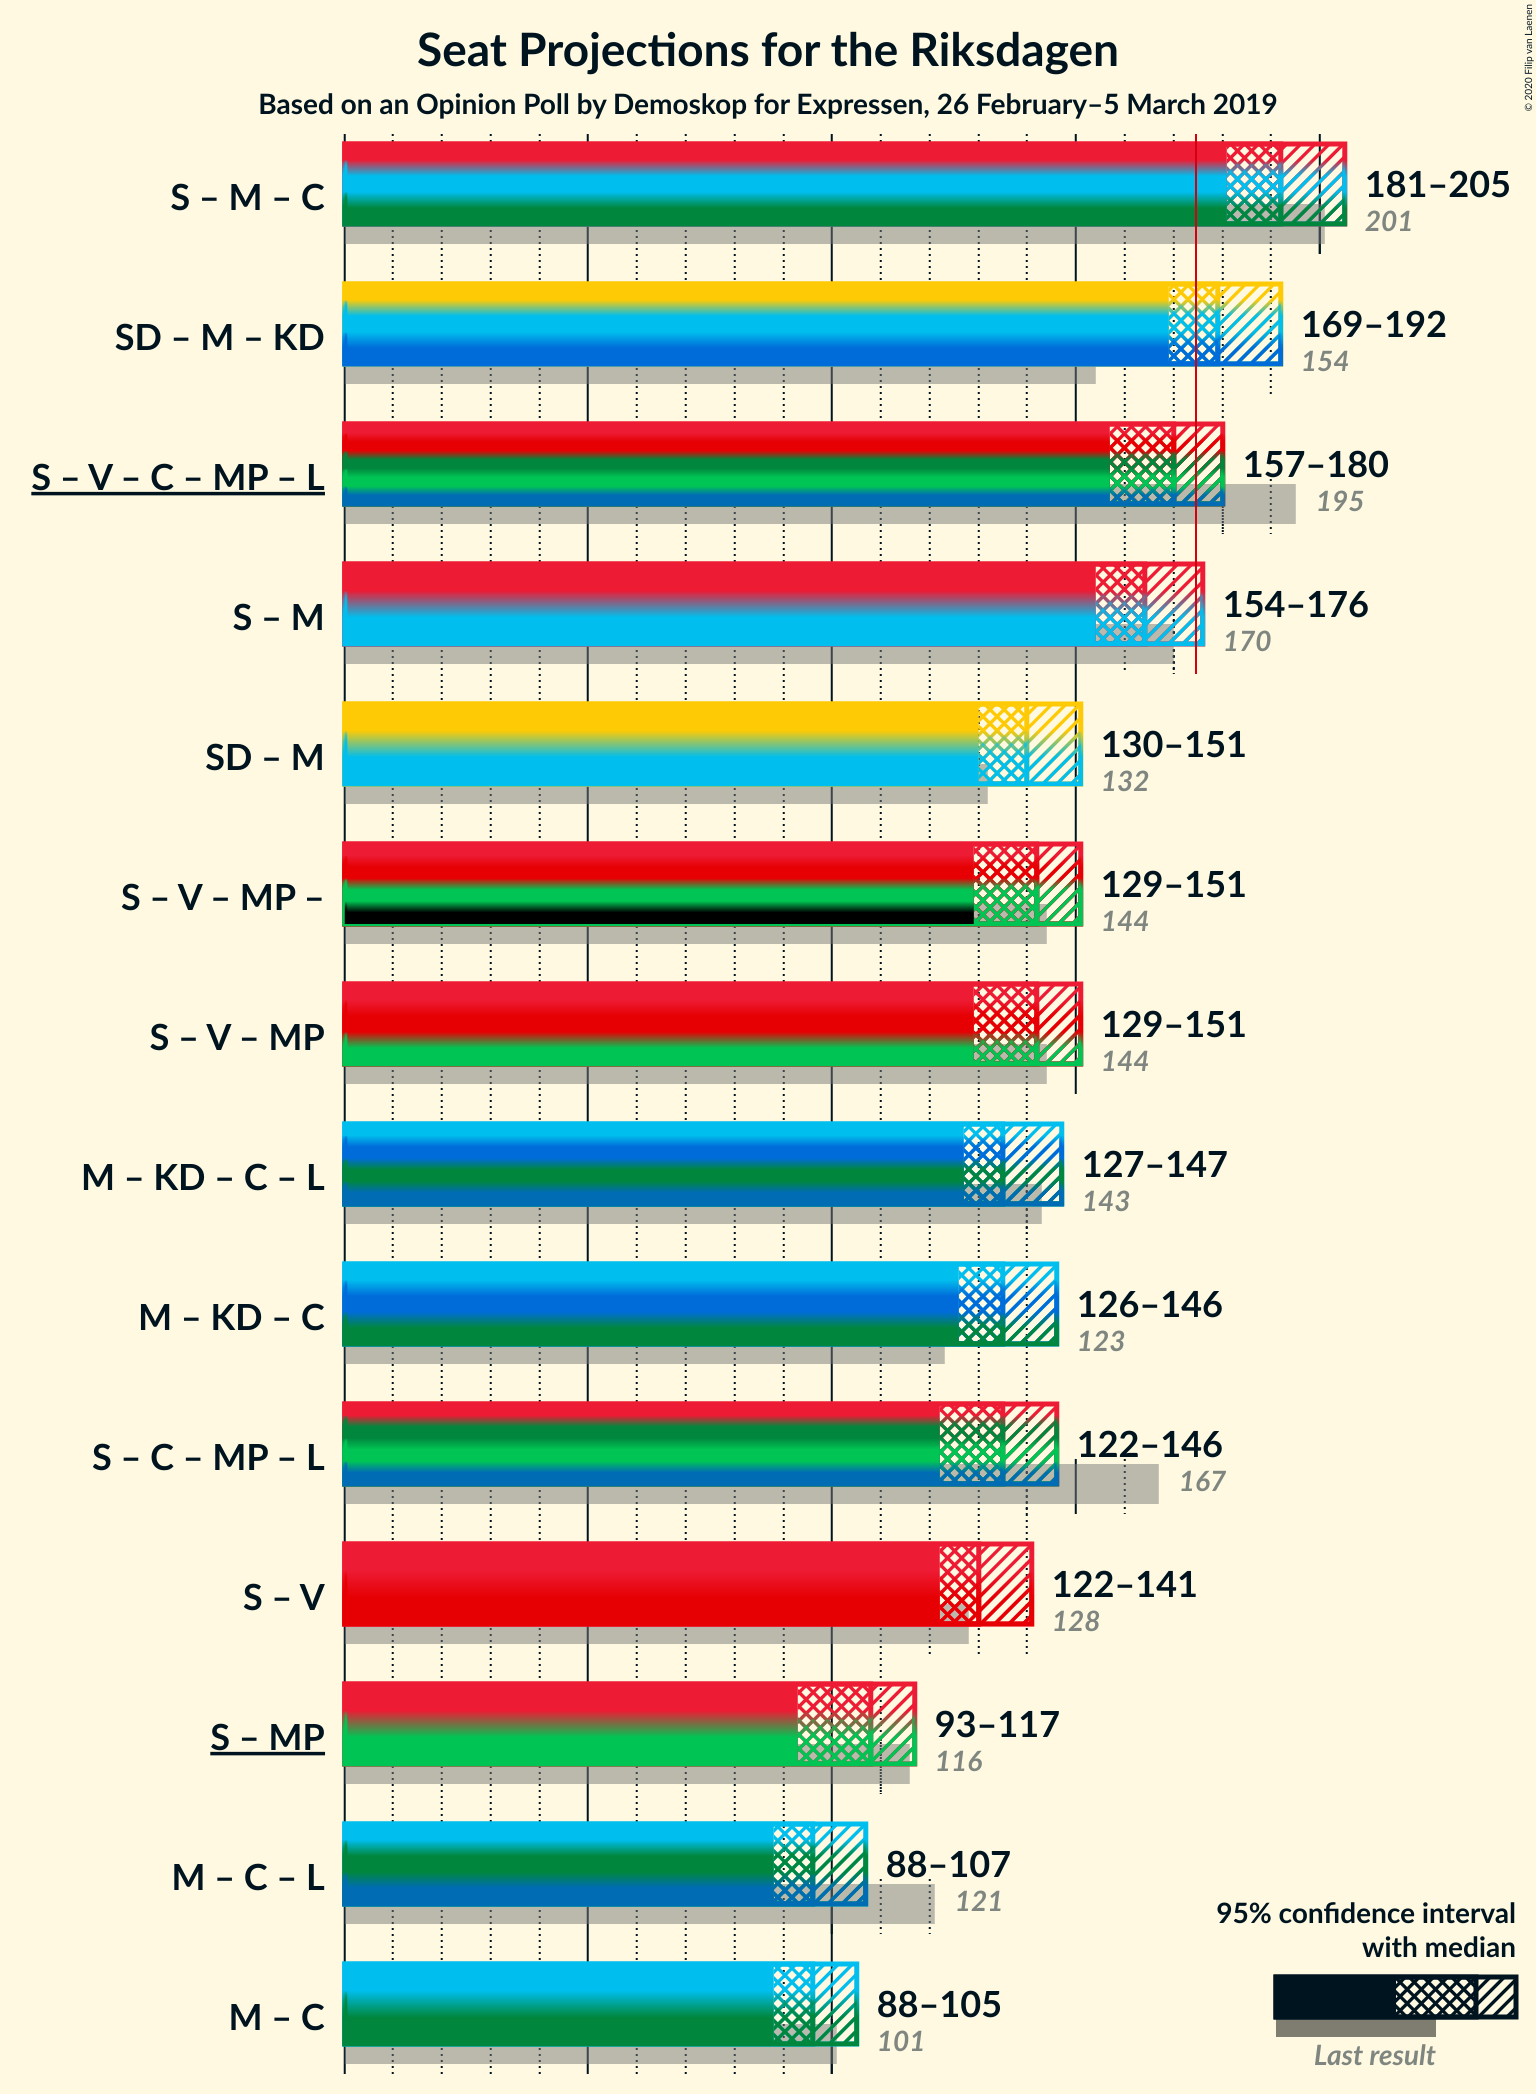 Seat Projections for the Riksdagen
Based on an Opinion Poll by Demoskop for Expressen, 26 February–5 March 2019
© 2020 Filip van Laenen
S – M – C
181–205
201
SD – M – KD
169–192
154
S – V – C – MP – L
157–180
195
S – M
154–176
170
SD – M
130–151
132
S – V – MP –
129–151
144
S – V – MP
129–151
144
M – KD – C – L
127–147
143
M – KD – C
126–146
123
S – C – MP – L
122–146
167
S – V
122–141
128
S – MP
93–117
116
M – C – L
88–107
121
M – C
88–105
101
95% confidence interval
with median
Last result